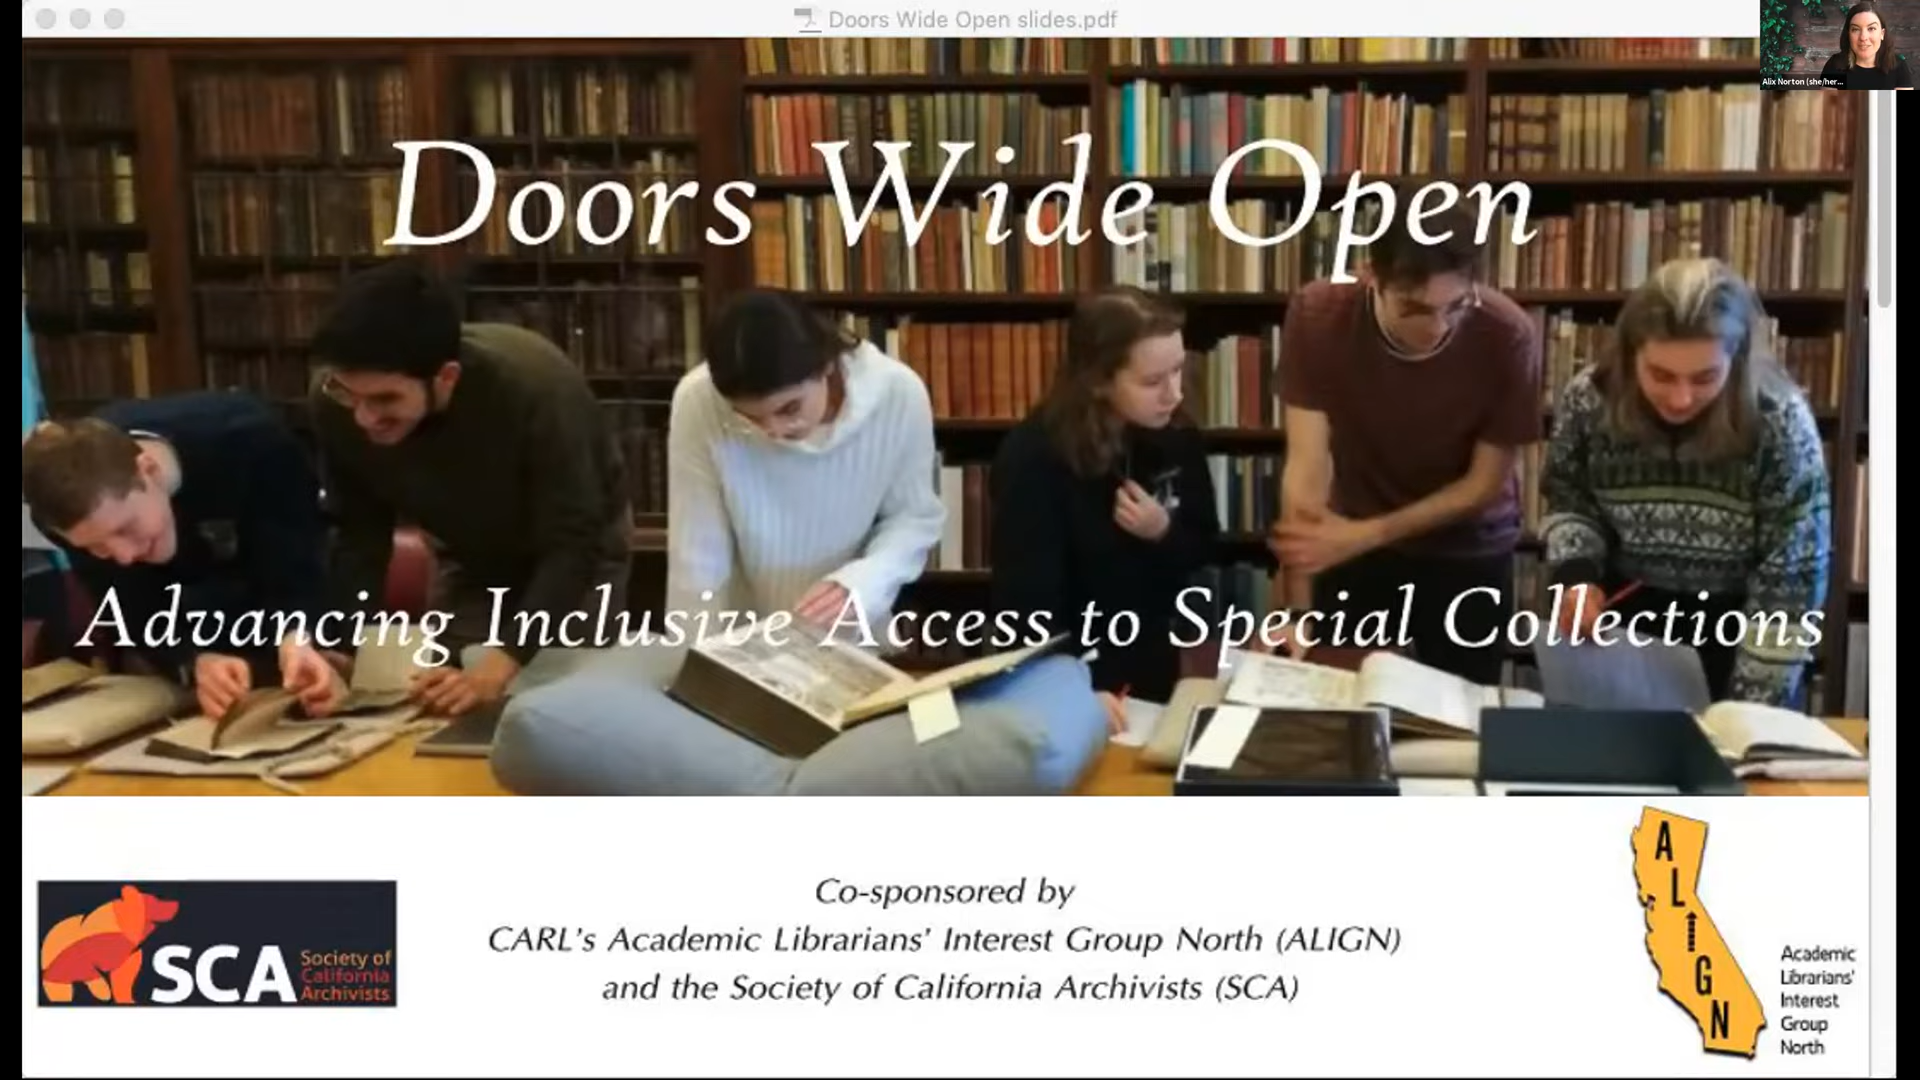 Doors Wide Open slides.pdf
Alix Norton (she/her...
Doors Wide Open
Advancing Inclusive Access to Special Collections
SCA
Society of
California
Archivists
Co-sponsored by
CARL's Academic Librarians' Interest Group North (ALIGN)
and the Society of California Archivists (SCA)
ALIGN
Academic
Librarians'
Interest
Group
North